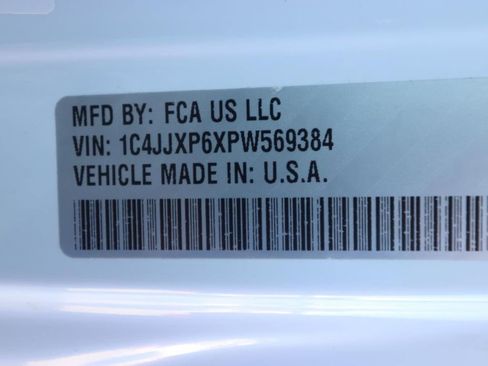 MFD BY: FCA US LLC
VIN: 1C4JJXP6XPW569384
VEHICLE MADE IN: U.S.A.